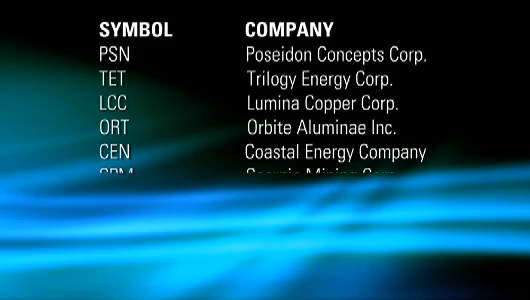 SYMBOL COMPANY
PSN Poseidon Concepts Corp.
TET Trilogy Energy Corp.
LCC Lumina Copper Corp.
ORT Orbite Aluminae Inc.
CEN Coastal Energy Company